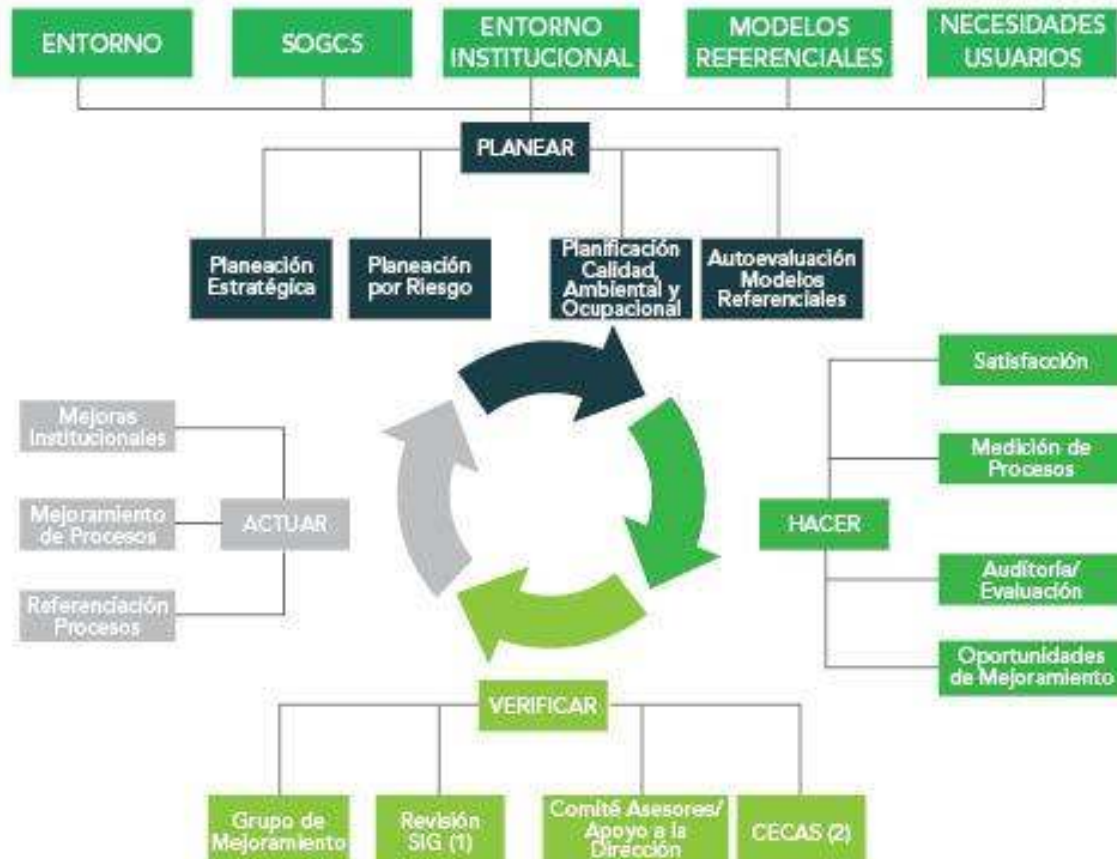 ENTORNO
SOGCS
ENTORNO
INSTITUCIONAL
MODELOS
REFERENCIALES
NECESIDADES
USUARIOS
PLANEAR
Planeación
Estratégica
Planeación
por Riesgo
Planificación
Calidad,
Ambiental y
Ocupacional
Autoevaluación
Modelos
Referenciales
Satisfacción
Medición de
Procesos
HACER
Auditoría/
Evaluación
Oportunidades
de Mejoramiento
Mejoras
Institucionales
Mejoramiento
de Procesos
ACTUAR
Referenciación
Procesos
VERIFICAR
Grupo de
Mejoramiento
Revisión
SIG (1)
Comité Asesores/
Apoyo a la
Dirección
CECAS (2)